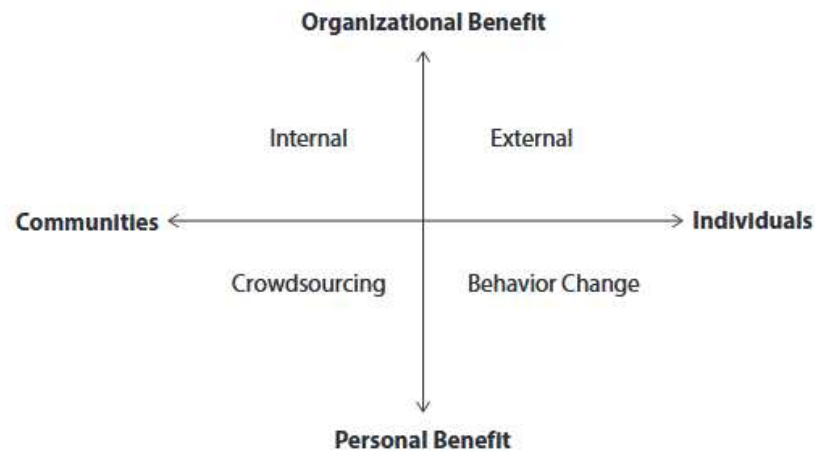 Organizational Benefit
Internal
External
Communities
Individuals
Crowdsourcing
Behavior Change
Personal Benefit